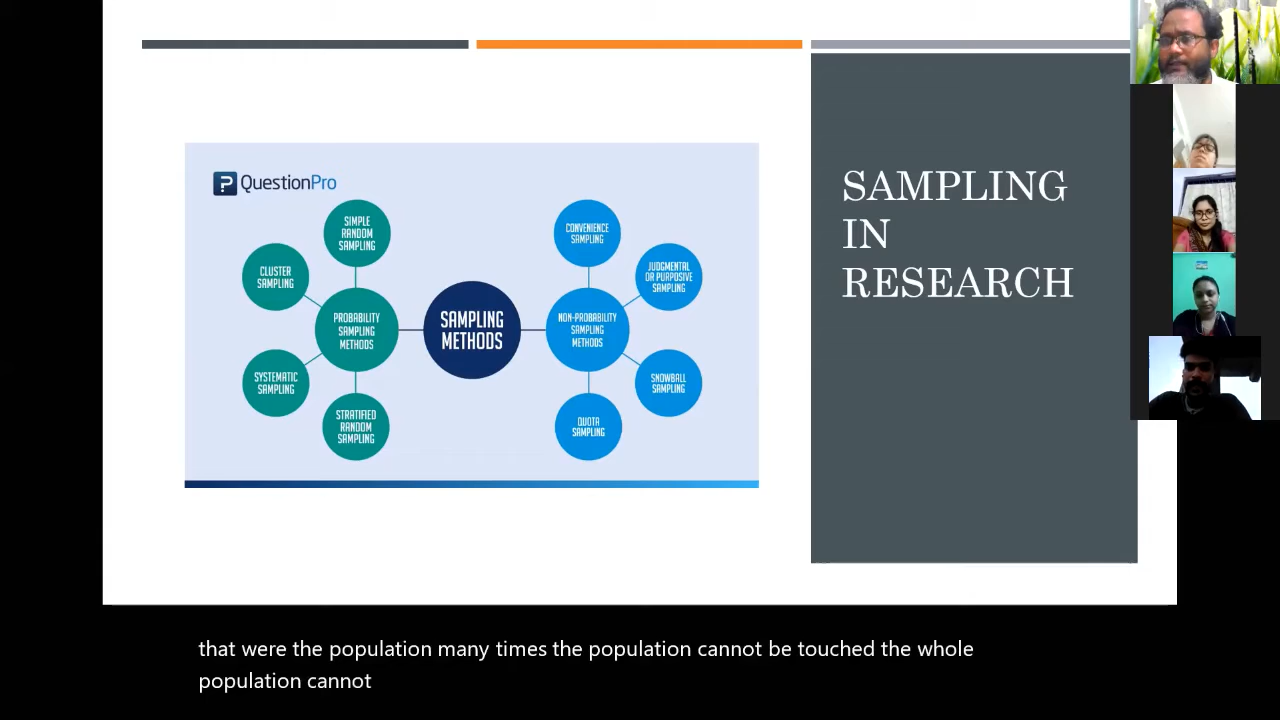 QuestionPro
SIMPLE
RANDOM
SAMPLING
CLUSTER
SAMPLING
PROBABILITY
SAMPLING
METHODS
SYSTEMATIC
SAMPLING
STRATIFIED
RANDOM
SAMPLING
SAMPLING
METHODS
CONVENIENCE
SAMPLING
JUDGMENTAL
OR PURPOSIVE
SAMPLING
NON-PROBABILITY
SAMPLING
METHODS
SNOWBALL
SAMPLING
QUOTA
SAMPLING
SAMPLING
IN
RESEARCH
that were the population many times the population cannot be touched the whole
population cannot